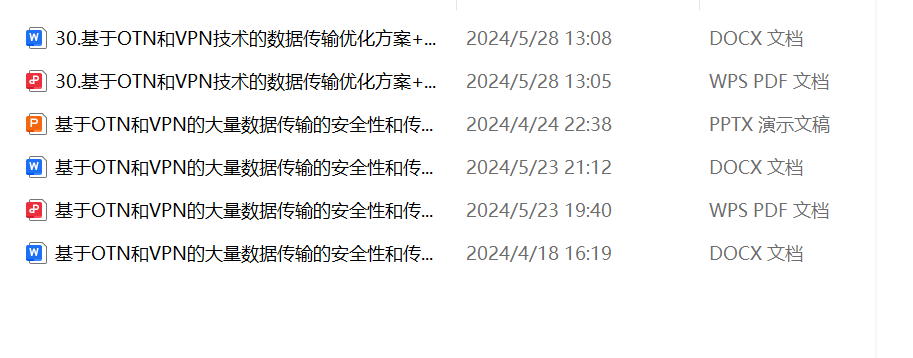 30.基于OTN和VPN技术的数据传输优化方案+... 2024/5/28 13:08 DOCX 文档
30.基于OTN和VPN技术的数据传输优化方案+... 2024/5/28 13:05 WPS PDF 文档
基于OTN和VPN的大量数据传输的安全性和传... 2024/4/24 22:38 PPTX 演示文稿
基于OTN和VPN的大量数据传输的安全性和传... 2024/5/23 21:12 DOCX 文档
基于OTN和VPN的大量数据传输的安全性和传... 2024/5/23 19:40 WPS PDF 文档
基于OTN和VPN的大量数据传输的安全性和传... 2024/4/18 16:19 DOCX 文档